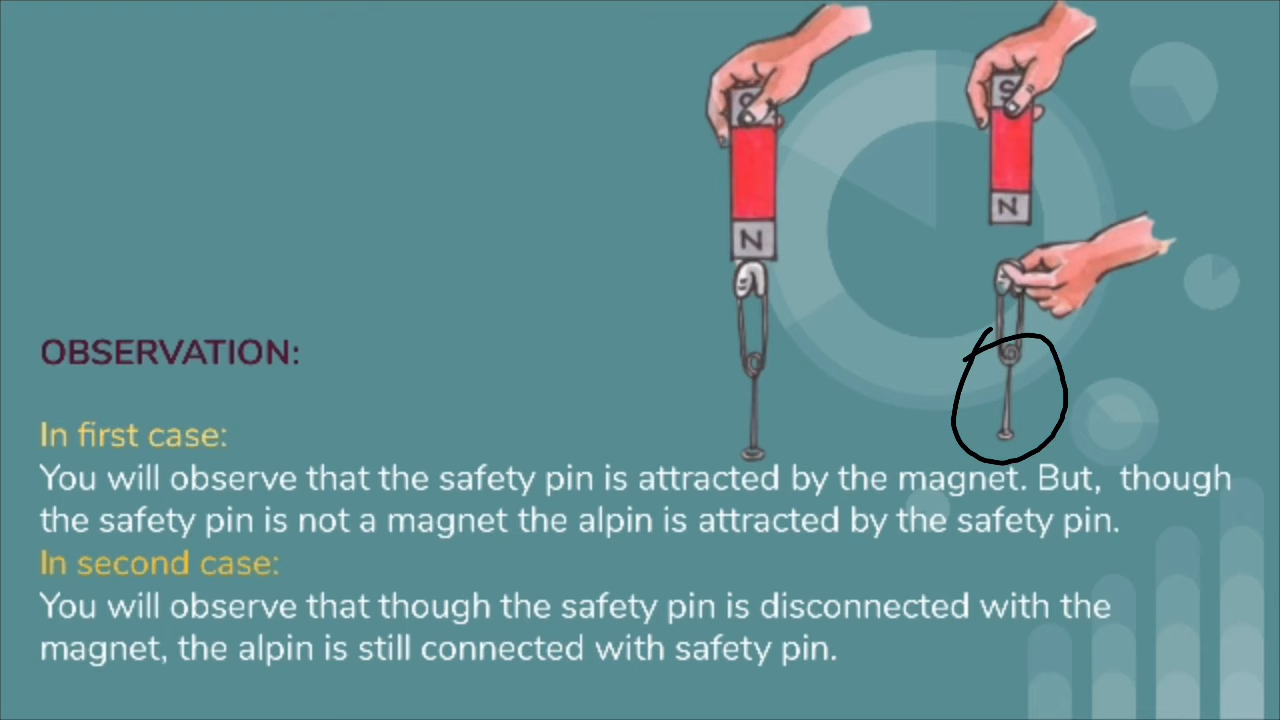 S
S
N
N
OBSERVATION:
In first case:
You will observe that the safety pin is attracted by the magnet. But, though
the safety pin is not a magnet the alpin is attracted by the safety pin.
In second case:
You will observe that though the safety pin is disconnected with the
magnet, the alpin is still connected with safety pin.